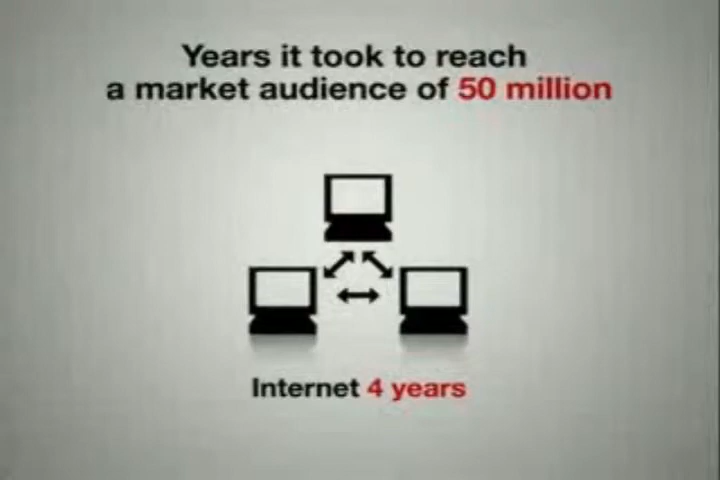 Years it took to reach
a market audience of 50 million
Internet 4 years